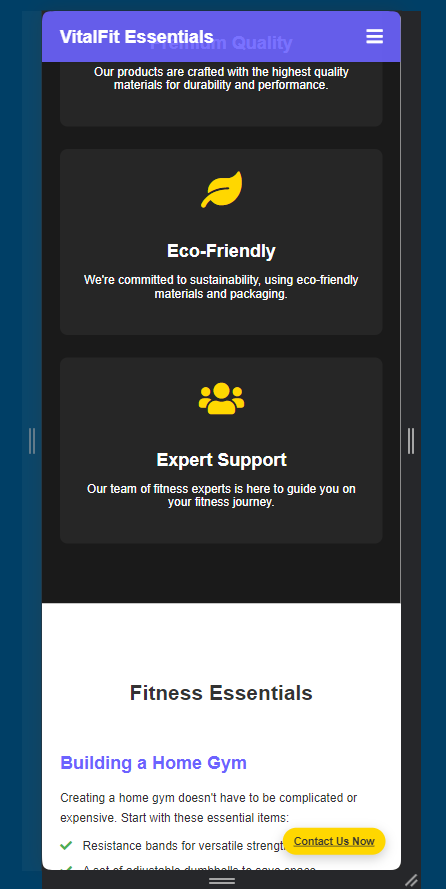 VitalFit Essentials
Premium Quality
Our products are crafted with the highest quality
materials for durability and performance.
Eco-Friendly
We're committed to sustainability, using eco-friendly
materials and packaging.
Expert Support
Our team of fitness experts is here to guide you on
your fitness journey.
Fitness Essentials
Building a Home Gym
Creating a home gym doesn't have to be complicated or
expensive. Start with these essential items:
Resistance bands for versatile strength
Contact Us Now
A set of adjustable dumbbells to save space